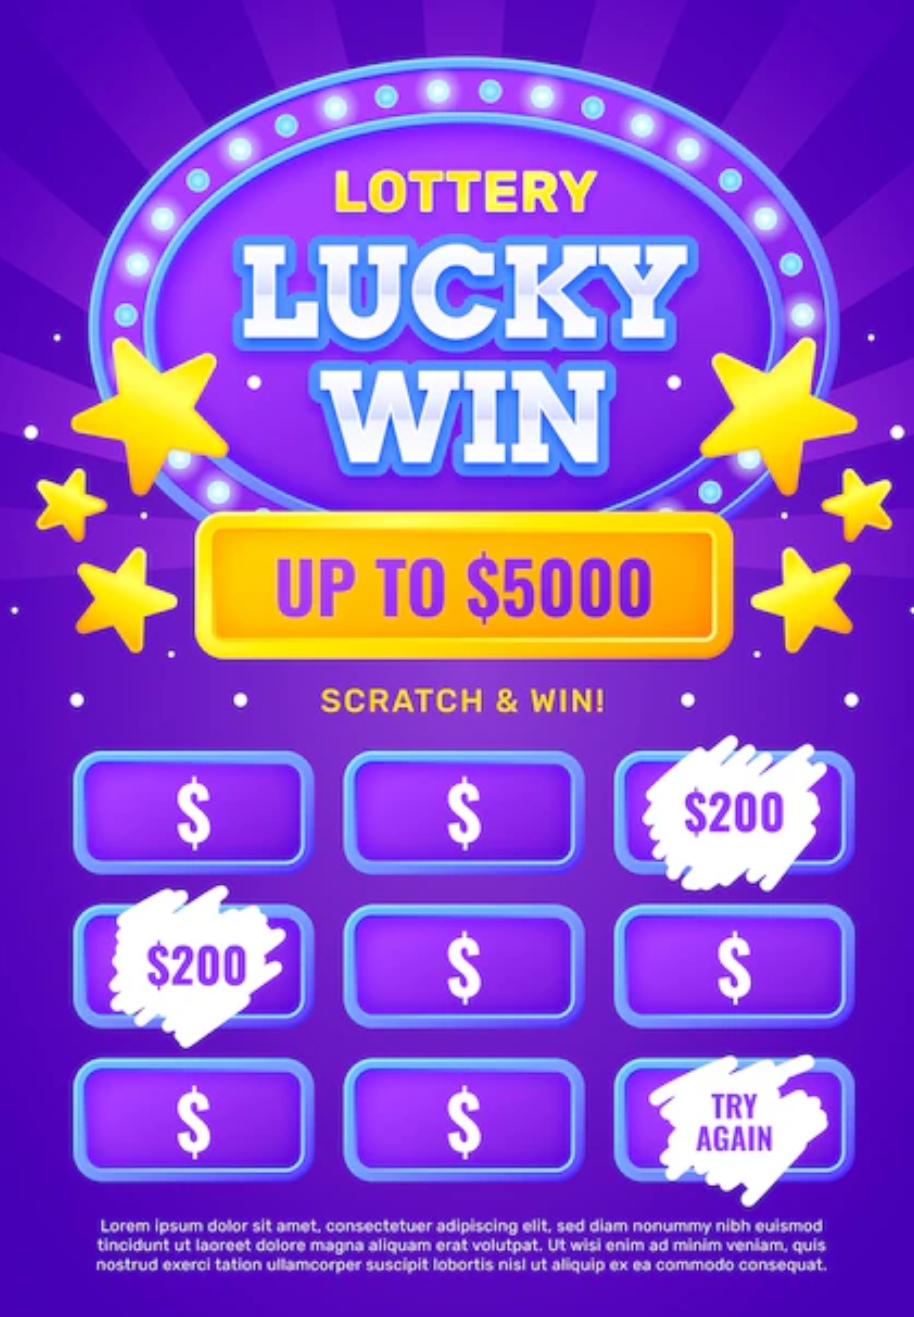 LOTTERY
LUCKY
WIN
UP TO $5000
SCRATCH & WIN!
$ $ $200
$200 $ $
$ $ TRY
AGAIN
Lorem ipsum dolor sit amet, consectetuer adipiscing elit, sed diam nonummy nibh euismod
tincidunt ut laoreet dolore magna aliquam erat volutpat. Ut wisi enim ad minim veniam, quis
nostrud exerci tation ullamcorper suscipit lobortis nisl ut aliquip ex ea commodo consequat.